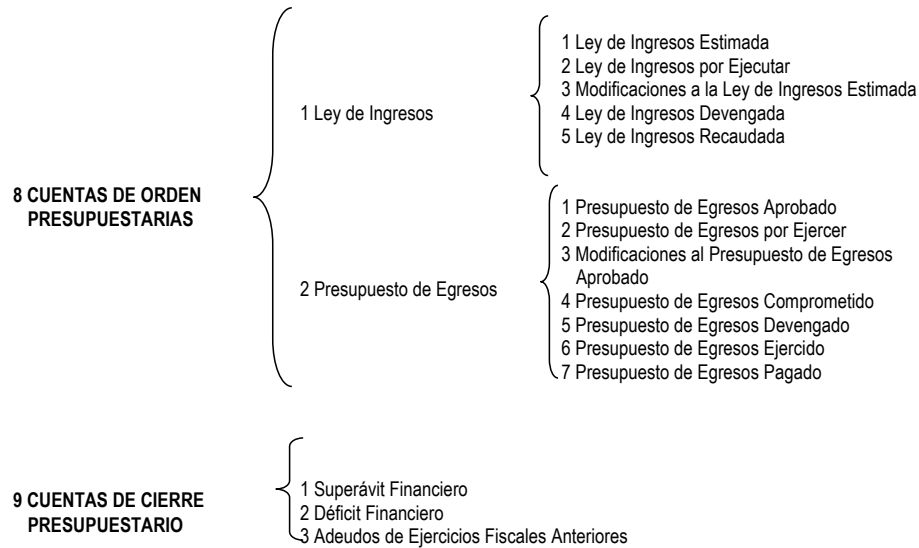 8 CUENTAS DE ORDEN
PRESUPUESTARIAS
1 Ley de Ingresos
1 Ley de Ingresos Estimada
2 Ley de Ingresos por Ejecutar
3 Modificaciones a la Ley de Ingresos Estimada
4 Ley de Ingresos Devengada
5 Ley de Ingresos Recaudada
2 Presupuesto de Egresos
1 Presupuesto de Egresos Aprobado
2 Presupuesto de Egresos por Ejercer
3 Modificaciones al Presupuesto de Egresos
Aprobado
4 Presupuesto de Egresos Comprometido
5 Presupuesto de Egresos Devengado
6 Presupuesto de Egresos Ejercido
7 Presupuesto de Egresos Pagado
9 CUENTAS DE CIERRE
PRESUPUESTARIO
1 Superávit Financiero
2 Déficit Financiero
3 Adeudos de Ejercicios Fiscales Anteriores